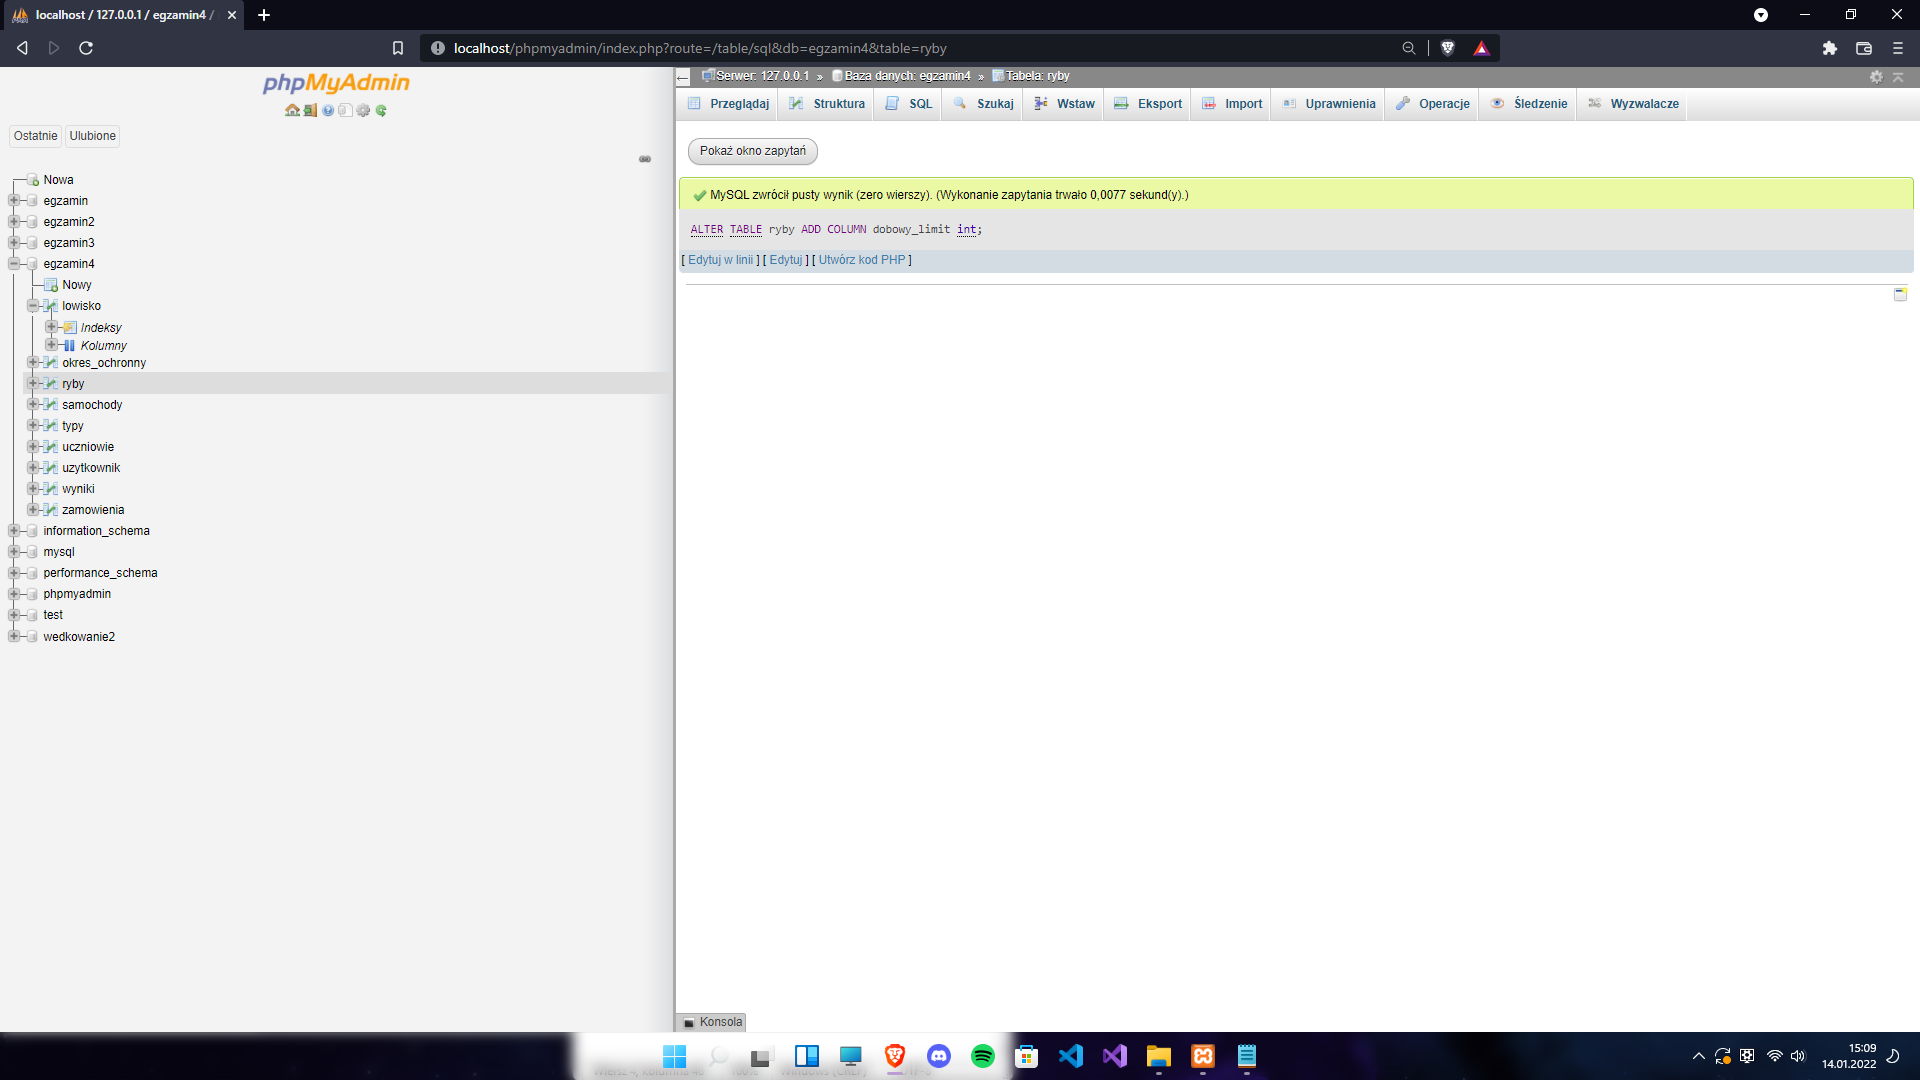 localhost / 127.0.0.1 / egzamin4 /
localhost/phpmyadmin/index.php?route=/table/sql&db=egzamin4&table=ryby
phpMyAdmin
Ostatnie Ulubione
Nowa
egzamin
egzamin2
egzamin3
egzamin4
Nowy
lowisko
Indeksy
Kolumny
okres_ochronny
ryby
samochody
typy
uczniowie
uzytkownik
wyniki
zamowienia
information_schema
mysql
performance_schema
phpmyadmin
test
wedkowanie2
Serwer: 127.0.0.1 » Baza danych: egzamin4 » Tabela: ryby
Przeglądaj Struktura SQL Szukaj Wstaw Eksport Import Uprawnienia Operacje Śledzenie Wyzwalacze
Pokaż okno zapytań
MySQL zwrócił pusty wynik (zero wierszy). (Wykonanie zapytania trwało 0,0077 sekund(y).)
ALTER TABLE ryby ADD COLUMN dobowy_limit int;
[ Edytuj w linii ] [ Edytuj ] [ Utwórz kod PHP ]
Konsola
15:09
14.01.2022